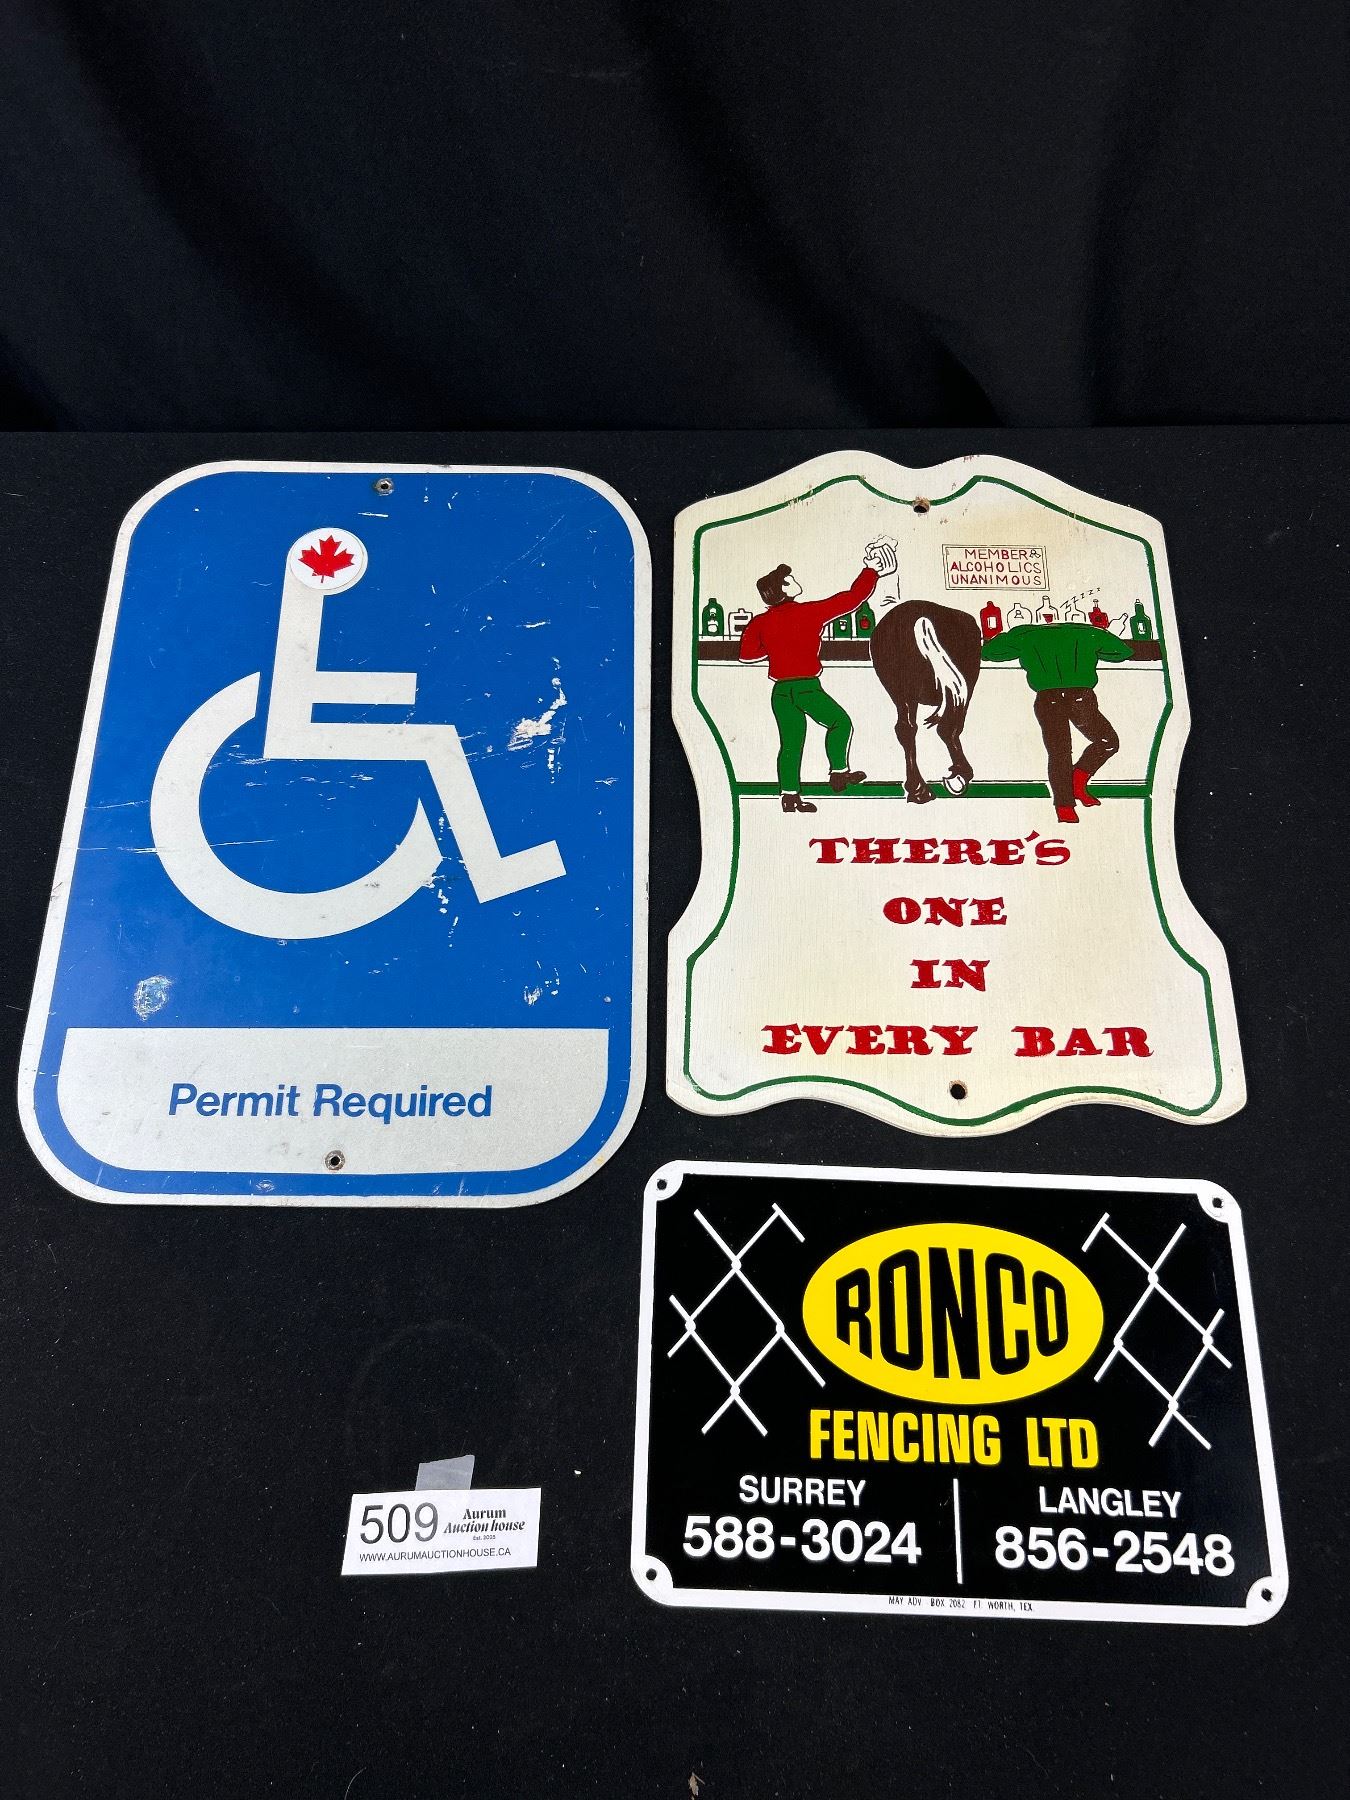 Permit Required
MEMBER
ALCOHOLICS
UNANIMOUS
zzzzz
THERE'S
ONE
IN
EVERY BAR
RONCO
FENCING LTD
SURREY
588-3024
LANGLEY
856-2548
MAY ADV BOX 2082 FT. WORTH, TEX.
509
Aurum
Auction house
WWW.AURUMAUCTIONHOUSE.CA